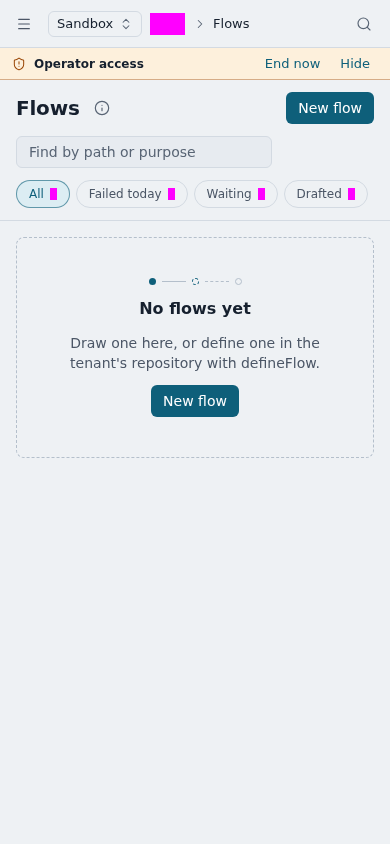 Sandbox
Flows
Operator access
End now
Hide
Flows
New flow
Find by path or purpose
All
Failed today
Waiting
Drafted
No flows yet
Draw one here, or define one in the
tenant's repository with defineFlow.
New flow